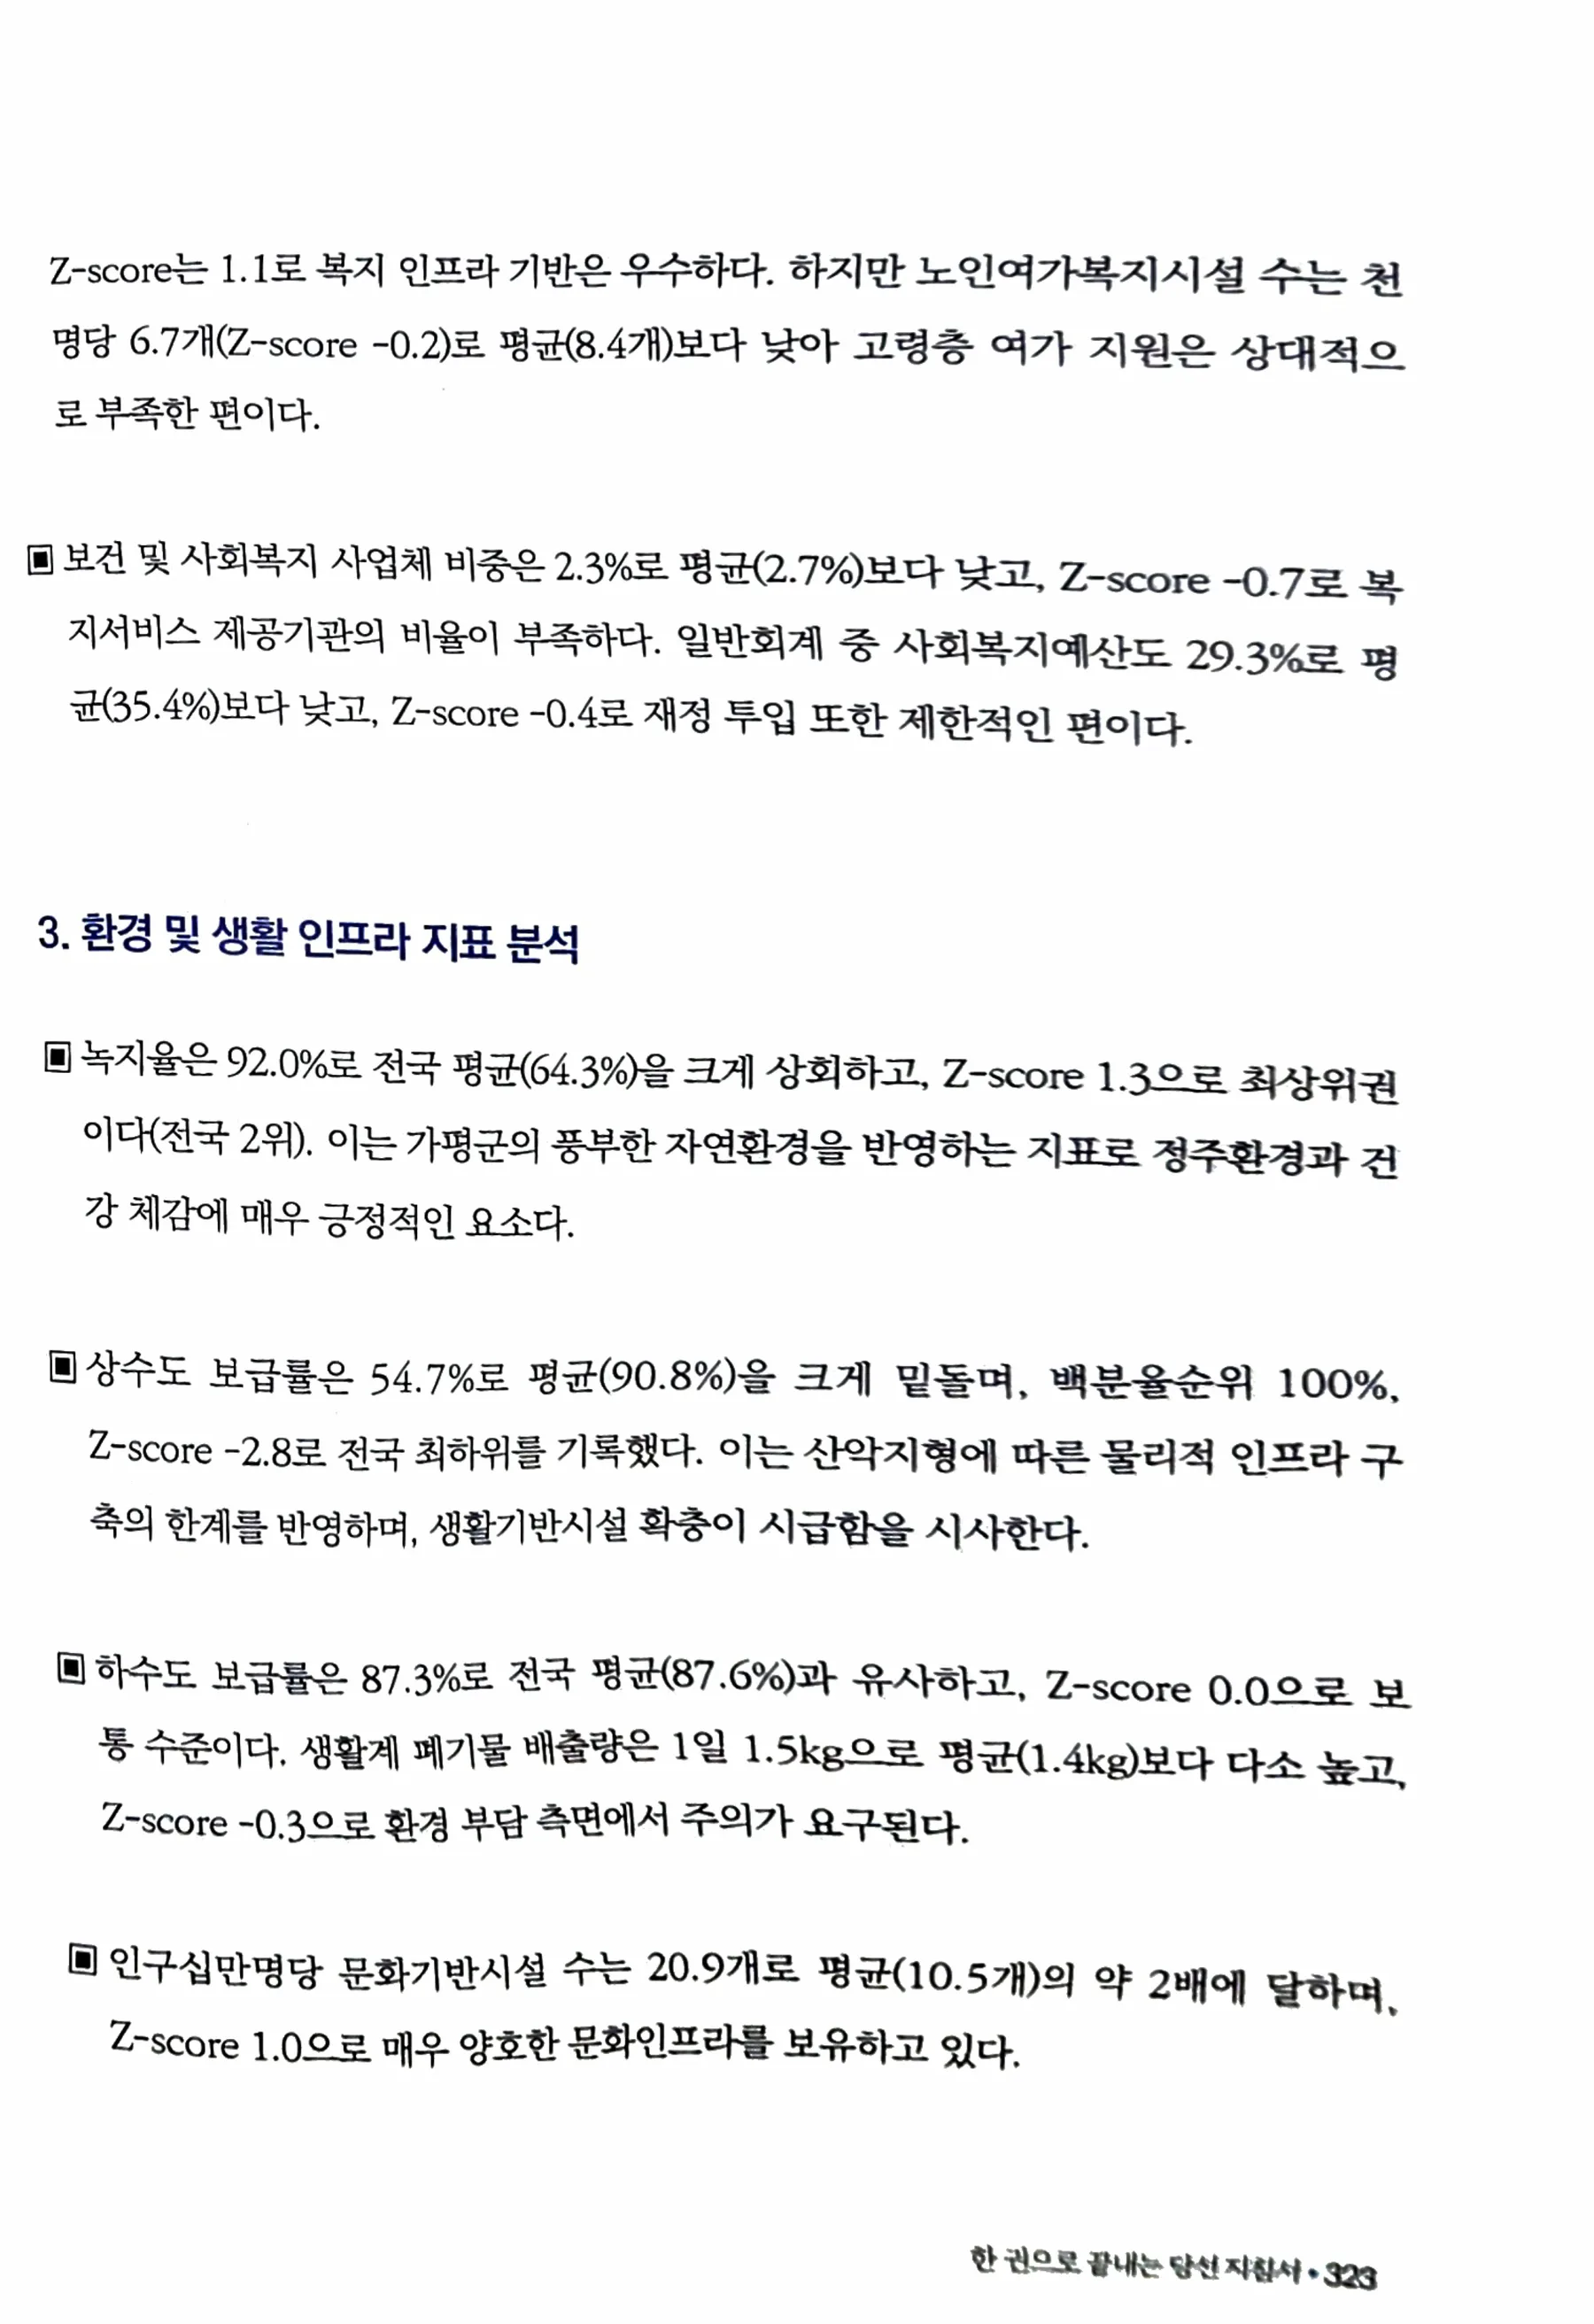 Z-score는 1.1로 복지 인프라 기반은 우수하다. 하지만 노인여가복지시설 수는 천
명당 6.7개(Z-score -0.2)로 평균(8.4개)보다 낮아 고령층 여가 지원은 상대적으
로 부족한 편이다.
▣ 보건 및 사회복지 사업체 비중은 2.3%로 평균(2.7%)보다 낮고, Z-score -0.7로 복
지서비스 제공기관의 비율이 부족하다. 일반회계 중 사회복지예산도 29.3%로 평
균(35.4%)보다 낮고, Z-score -0.4로 재정 투입 또한 제한적인 편이다.
3. 환경 및 생활 인프라 지표 분석
▣ 녹지율은 92.0%로 전국 평균(64.3%)을 크게 상회하고, Z-score 1.3으로 최상위권
이다(전국 2위). 이는 가평군의 풍부한 자연환경을 반영하는 지표로 정주환경과 건
강 체감에 매우 긍정적인 요소다.
▣ 상수도 보급률은 54.7%로 평균(90.8%)을 크게 밑돌며, 백분율순위 100%,
Z-score -2.8로 전국 최하위를 기록했다. 이는 산악지형에 따른 물리적 인프라 구
축의 한계를 반영하며, 생활기반시설 확충이 시급함을 시사한다.
▣ 하수도 보급률은 87.3%로 전국 평균(87.6%)과 유사하고, Z-score 0.0으로 보
통 수준이다. 생활계 폐기물 배출량은 1일 1.5kg으로 평균(1.4kg)보다 다소 높고,
Z-score -0.3으로 환경 부담 측면에서 주의가 요구된다.
▣ 인구십만명당 문화기반시설 수는 20.9개로 평균(10.5개)의 약 2배에 달하며,
Z-score 1.0으로 매우 양호한 문화인프라를 보유하고 있다.
한 권으로 끝내는 당선 지침서 • 323